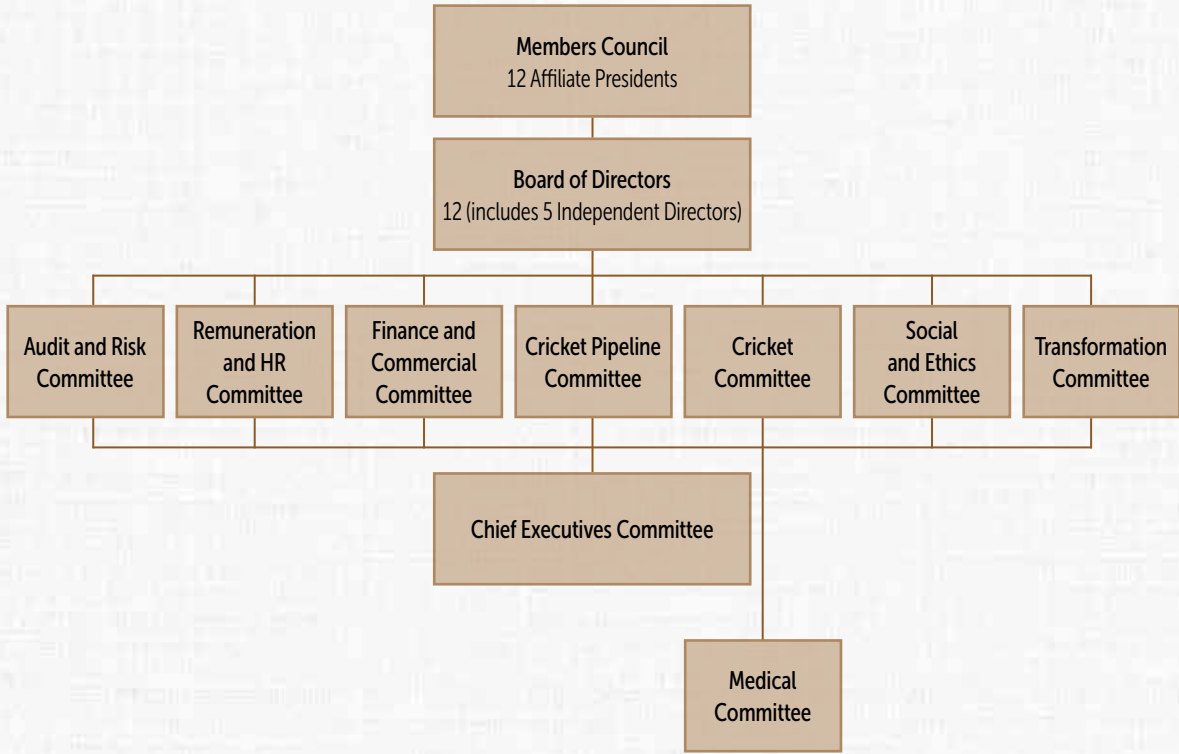 Members Council
12 Affiliate Presidents
Board of Directors
12 (includes 5 Independent Directors)
Audit and Risk
Committee
Remuneration
and HR
Committee
Finance and
Commercial
Committee
Cricket Pipeline
Committee
Cricket
Committee
Social
and Ethics
Committee
Transformation
Committee
Chief Executives Committee
Medical
Committee